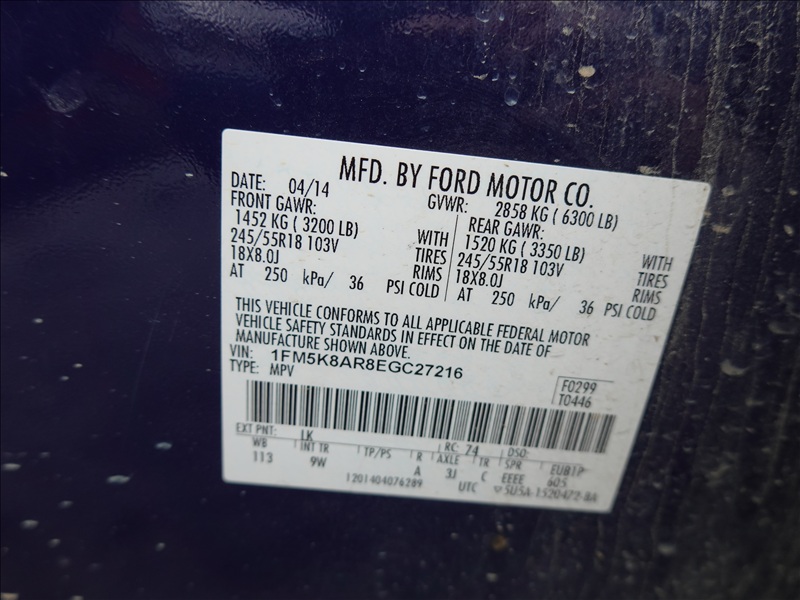 MFD. BY FORD MOTOR CO.
DATE: 04/14 GVWR: 2858 KG ( 6300 LB)
FRONT GAWR: REAR GAWR:
1452 KG ( 3200 LB) WITH 1520 KG ( 3350 LB) WITH
245/55R18 103V TIRES 245/55R18 103V TIRES
18X8.0J RIMS 18X8.0J RIMS
AT 250 kPa/ 36 PSI COLD AT 250 kPa/ 36 PSI COLD
THIS VEHICLE CONFORMS TO ALL APPLICABLE FEDERAL MOTOR
VEHICLE SAFETY STANDARDS IN EFFECT ON THE DATE OF
MANUFACTURE SHOWN ABOVE.
VIN: 1FM5K8AR8EGC27216
TYPE: MPV
F0299
T0446
EXT PNT: LK RC: 74 DSO:
WB INT TR TP/PS R AXLE TR SPR
113 9W A 3J C EEEE 605
1201404076289 UTC 5U5A-1520472-8A